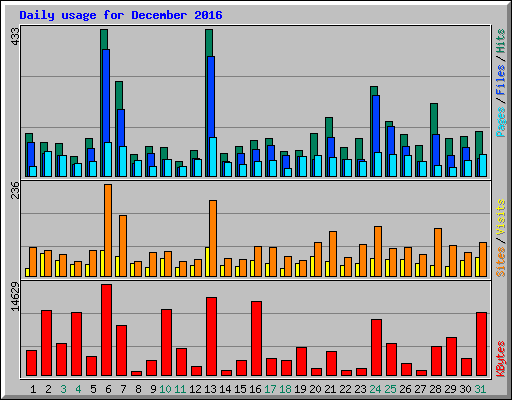 Daily usage for December 2016
433
Pages / Files / Hits
236
Sites / Visits
14629
KBytes
1 2 3 4 5 6 7 8 9 10 11 12 13 14 15 16 17 18 19 20 21 22 23 24 25 26 27 28 29 30 31